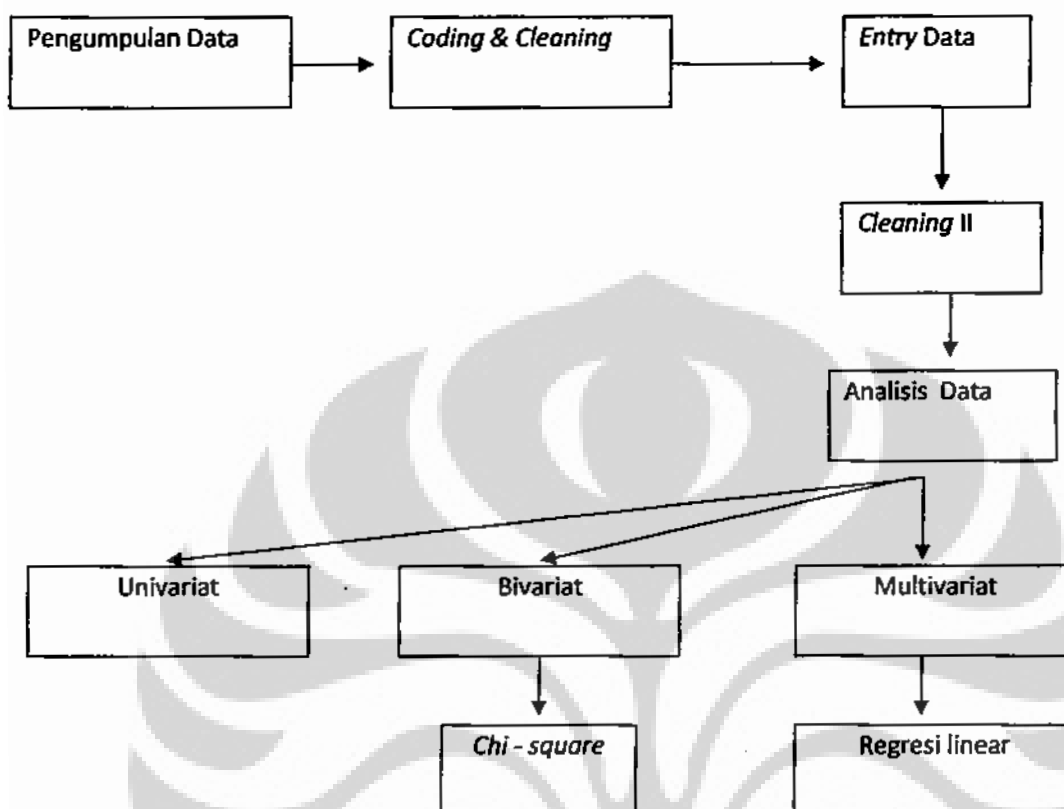 Pengumpulan Data
Coding & Cleaning
Entry Data
Cleaning II
Analisis Data
Univariat
Bivariat
Multivariat
Chi - square
Regresi linear